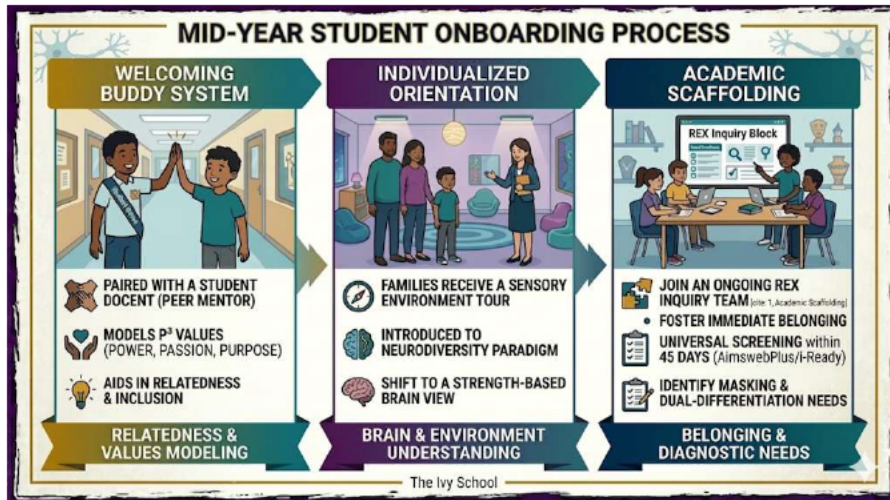 MID-YEAR STUDENT ONBOARDING PROCESS
WELCOMING
BUDDY SYSTEM
PAIRED WITH A STUDENT
DOCENT (PEER MENTOR)
MODELS P³ VALUES
(POWER, PASSION, PURPOSE)
AIDS IN RELATEDNESS
& INCLUSION
RELATEDNESS &
VALUES MODELING
INDIVIDUALIZED
ORIENTATION
FAMILIES RECEIVE A SENSORY
ENVIRONMENT TOUR
INTRODUCED TO
NEURODIVERSITY PARADIGM
SHIFT TO A STRENGTH-BASED
BRAIN VIEW
BRAIN & ENVIRONMENT
UNDERSTANDING
ACADEMIC
SCAFFOLDING
REX Inquiry Block
JOIN AN ONGOING REX
INQUIRY TEAM [cite: 1, Academic Scaffolding]
• FOSTER IMMEDIATE BELONGING
UNIVERSAL SCREENING within
45 DAYS (AimswebPlus/i-Ready)
IDENTIFY MASKING &
DUAL-DIFFERENTIATION NEEDS
BELONGING &
DIAGNOSTIC NEEDS
The Ivy School